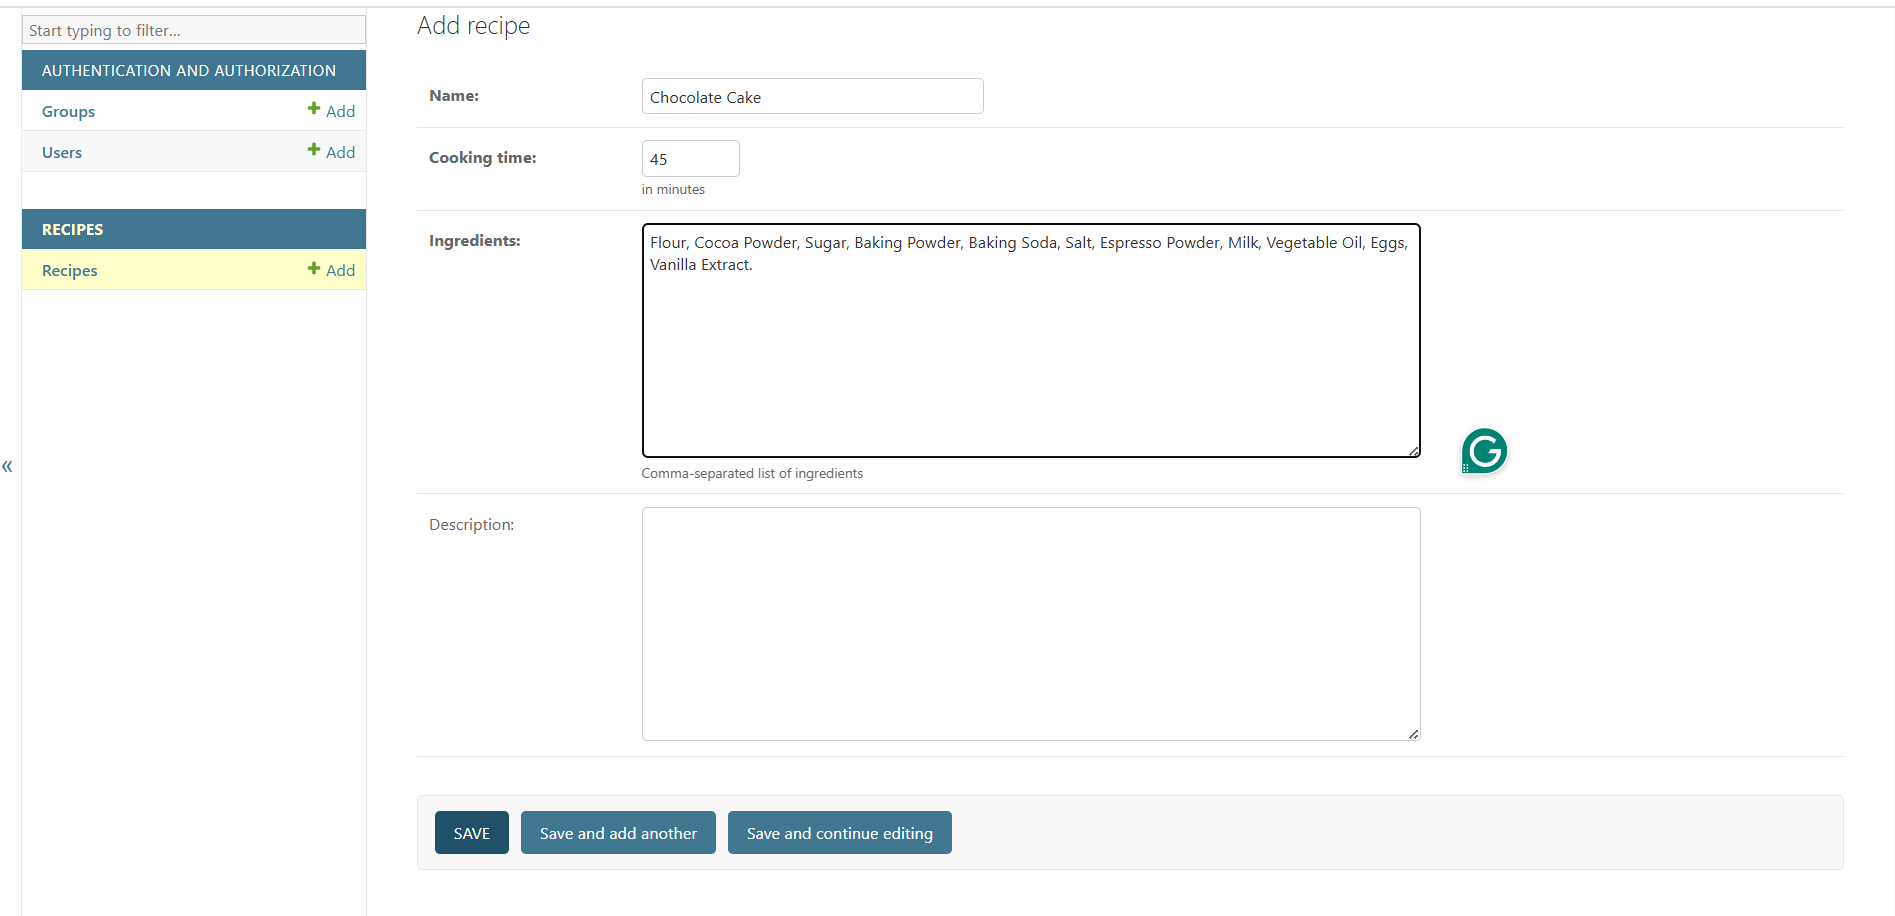 Start typing to filter...
AUTHENTICATION AND AUTHORIZATION
Groups
Add
Users
Add
RECIPES
Recipes
Add
«
Add recipe
Name:
Chocolate Cake
Cooking time:
45
in minutes
Ingredients:
Flour, Cocoa Powder, Sugar, Baking Powder, Baking Soda, Salt, Espresso Powder, Milk, Vegetable Oil, Eggs,
Vanilla Extract.
G
Comma-separated list of ingredients
Description:
SAVE
Save and add another
Save and continue editing